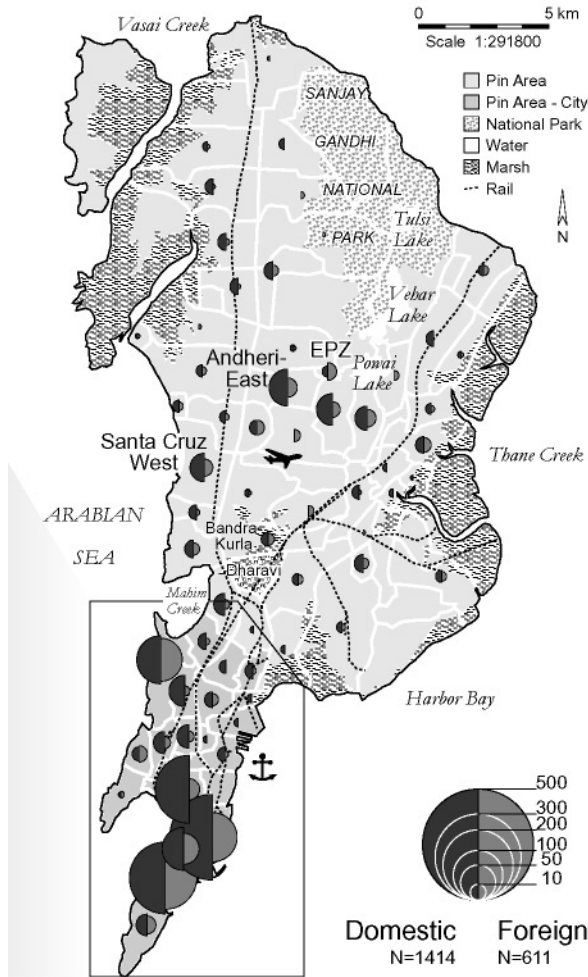 Vasai Creek
0 5 km
Scale 1:291800
Pin Area
Pin Area - City
National Park
Water
Marsh
Rail
N
SANJAY
GANDHI
NATIONAL
PARK
Tulsi
Lake
Vehar
Lake
Andheri-
East
EPZ
Powai
Lake
Santa Cruz
West
Thane Creek
ARABIAN
SEA
Bandra-
Kurla
Dharavi
Mahim
Creek
Harbor Bay
500
300
200
100
50
10
Domestic Foreign
N=1414 N=611